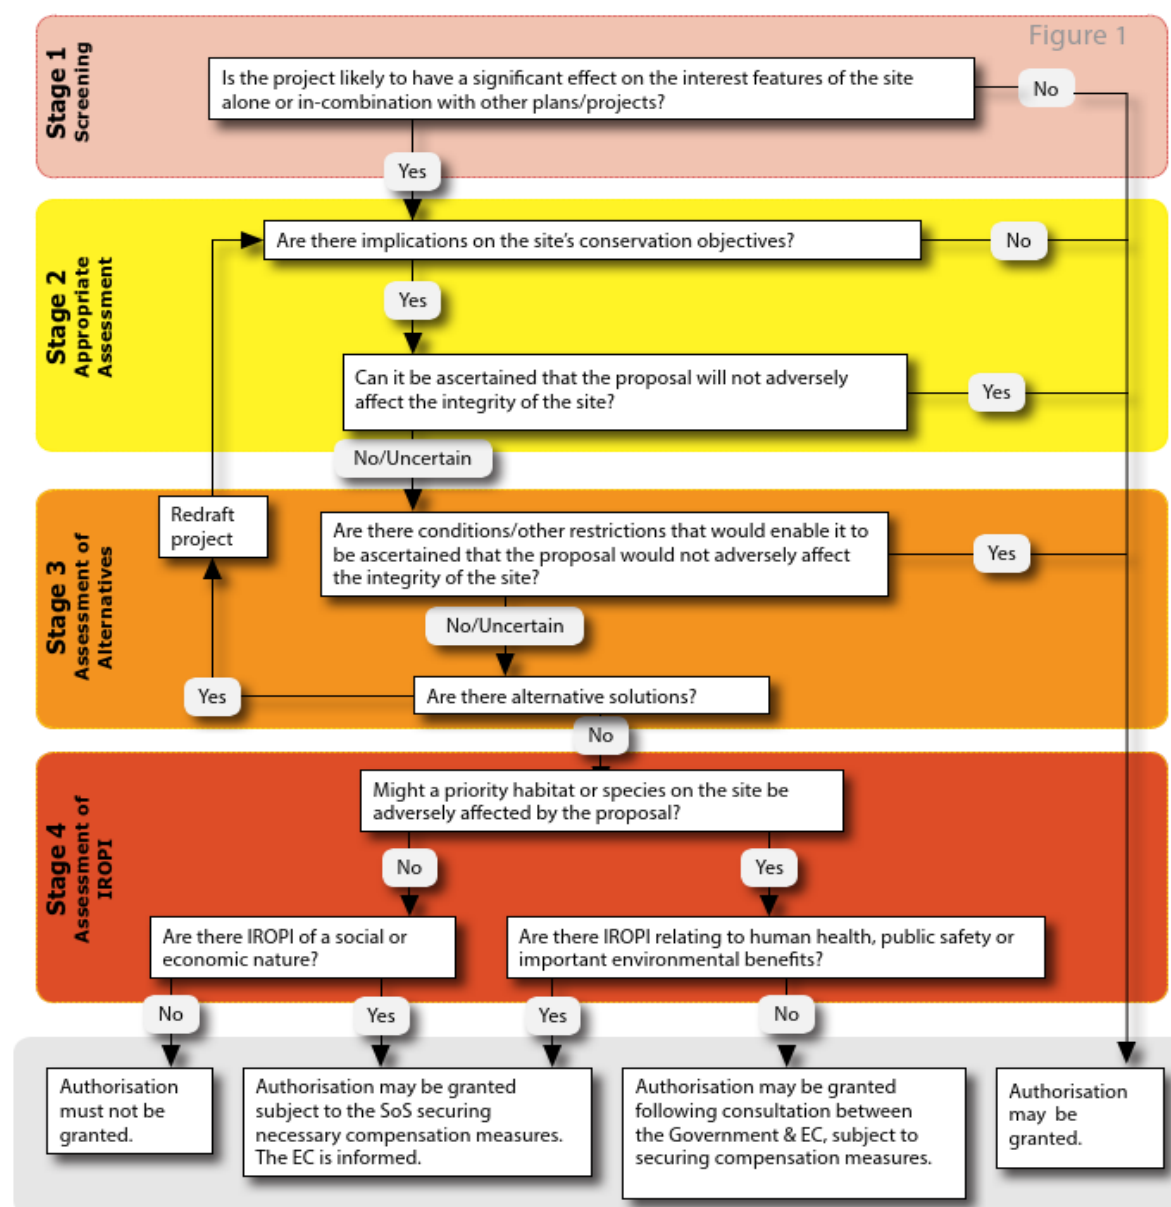 Figure 1
Stage 1
Screening
Is the project likely to have a significant effect on the interest features of the site
alone or in-combination with other plans/projects?
No
Yes
Stage 2
Appropriate
Assessment
Are there implications on the site's conservation objectives?
No
Yes
Can it be ascertained that the proposal will not adversely
affect the integrity of the site?
Yes
No/Uncertain
Stage 3
Assessment of
Alternatives
Redraft
project
Are there conditions/other restrictions that would enable it to
be ascertained that the proposal would not adversely affect
the integrity of the site?
Yes
No/Uncertain
Are there alternative solutions?
Yes
No
Stage 4
Assessment of
IROPI
Might a priority habitat or species on the site be
adversely affected by the proposal?
No
Yes
Are there IROPI of a social or
economic nature?
Are there IROPI relating to human health, public safety or
important environmental benefits?
No
Yes
Yes
No
Authorisation
must not be
granted.
Authorisation may be granted
subject to the SoS securing
necessary compensation measures.
The EC is informed.
Authorisation may be granted
following consultation between
the Government & EC, subject to
securing compensation measures.
Authorisation
may be
granted.